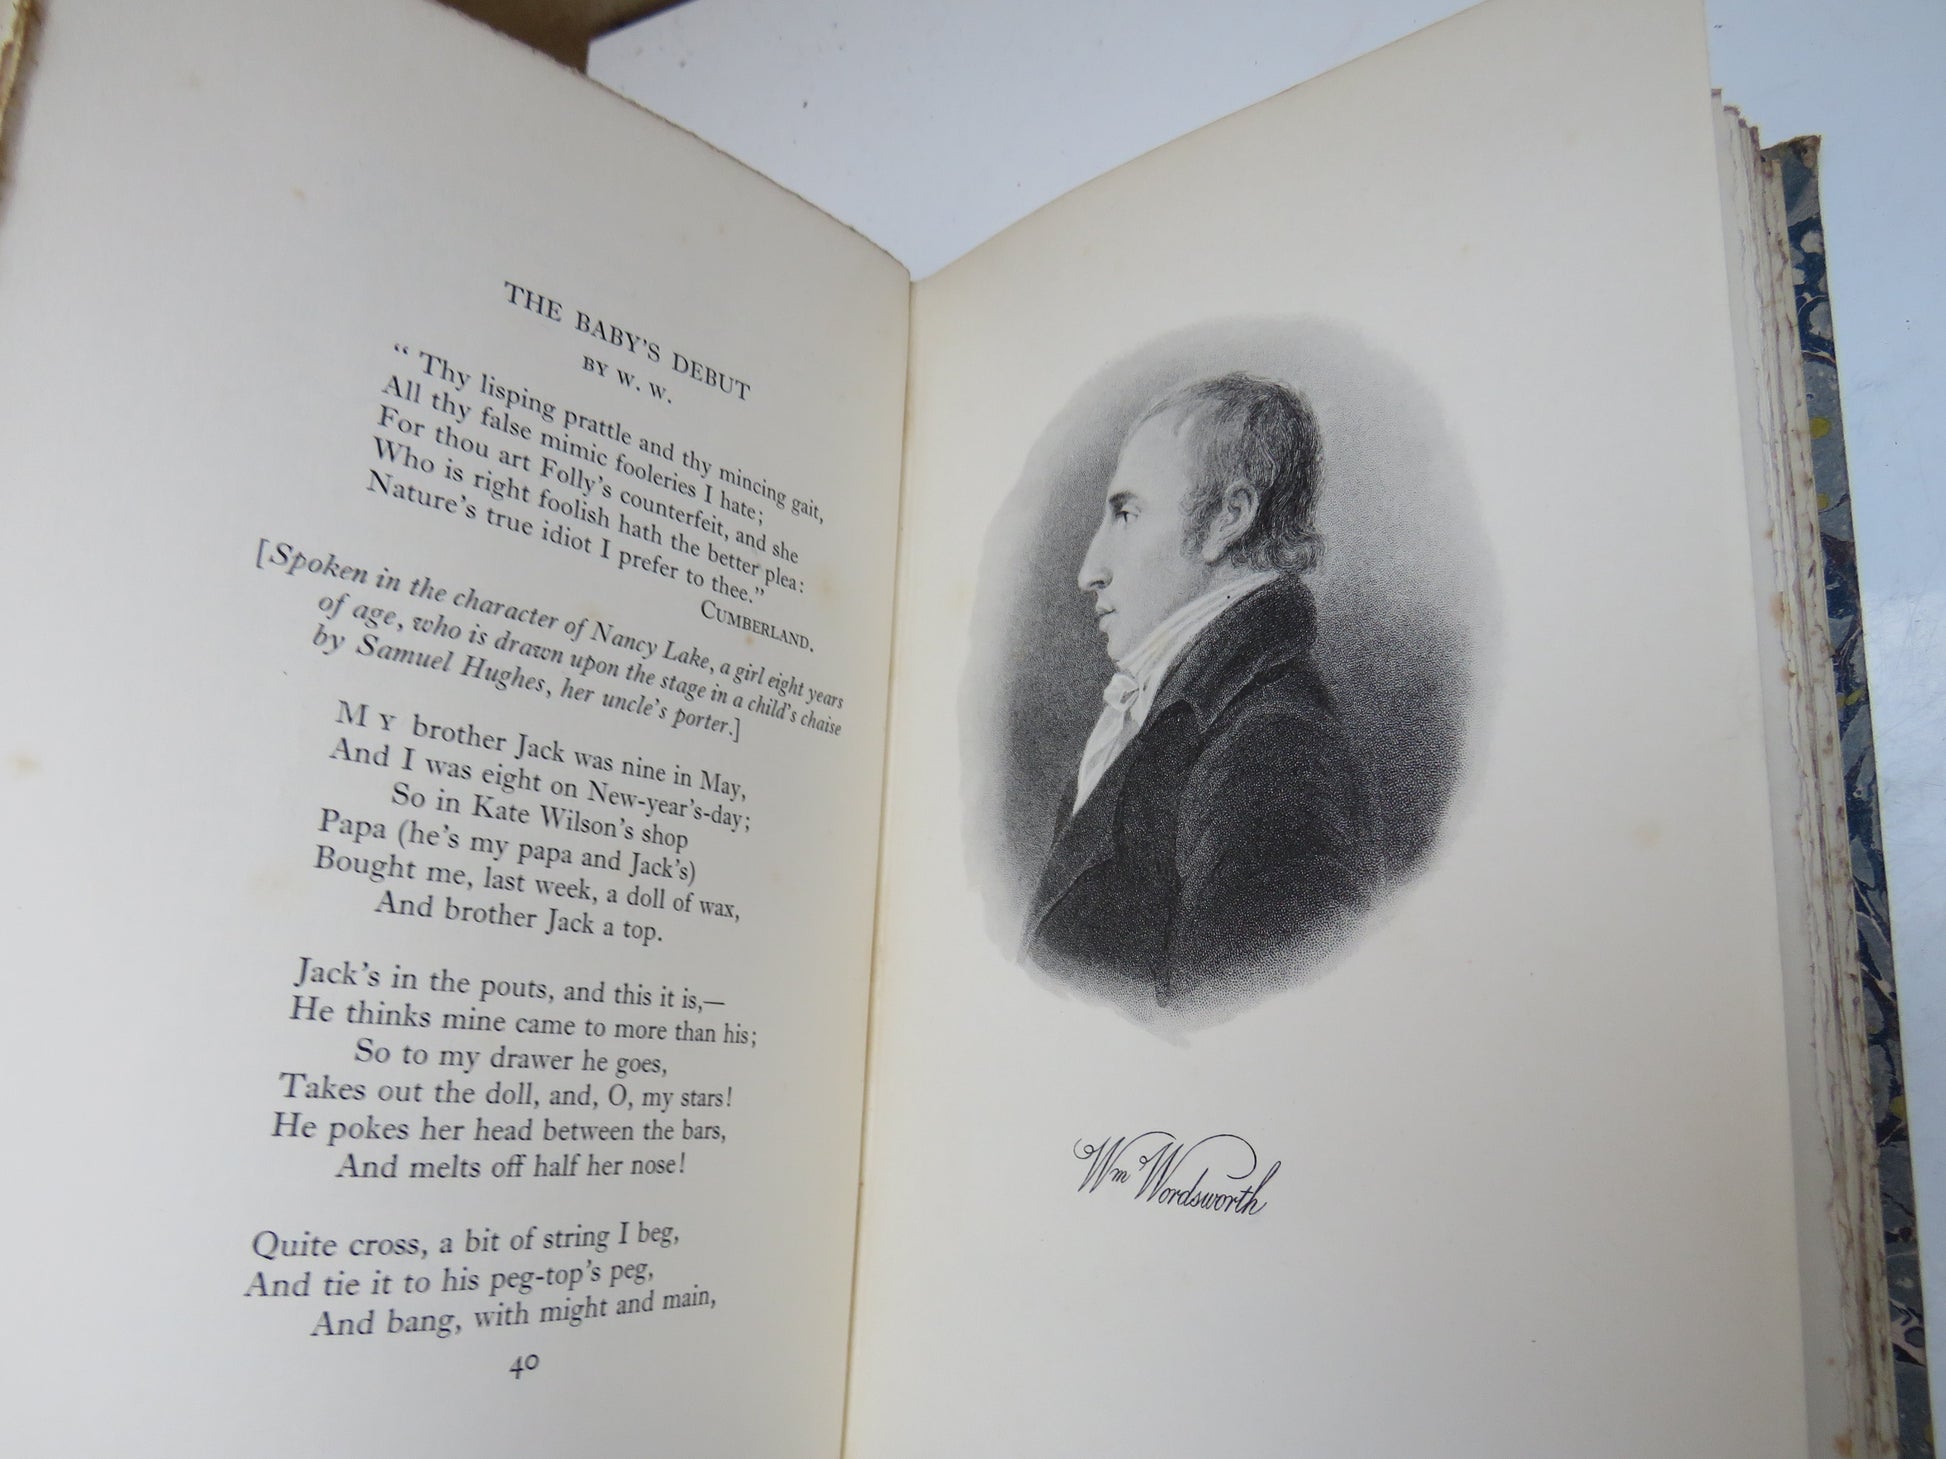 THE BABY'S DEBUT
BY W. W.
“ Thy lisping prattle and thy mincing gait,
All thy false mimic fooleries I hate;
For thou art Folly's counterfeit, and she
Who is right foolish hath the better plea:
Nature's true idiot I prefer to thee.”
CUMBERLAND.
[Spoken in the character of Nancy Lake, a girl eight years
of age, who is drawn upon the stage in a child's chaise
by Samuel Hughes, her uncle's porter.]
MY brother Jack was nine in May,
And I was eight on New-year's-day;
So in Kate Wilson's shop
Papa (he's my papa and Jack's)
Bought me, last week, a doll of wax,
And brother Jack a top.
Jack's in the pouts, and this it is,—
He thinks mine came to more than his;
So to my drawer he goes,
Takes out the doll, and, O, my stars!
He pokes her head between the bars,
And melts off half her nose!
Quite cross, a bit of string I beg,
And tie it to his peg-top's peg,
And bang, with might and main,
40
Wm Wordsworth